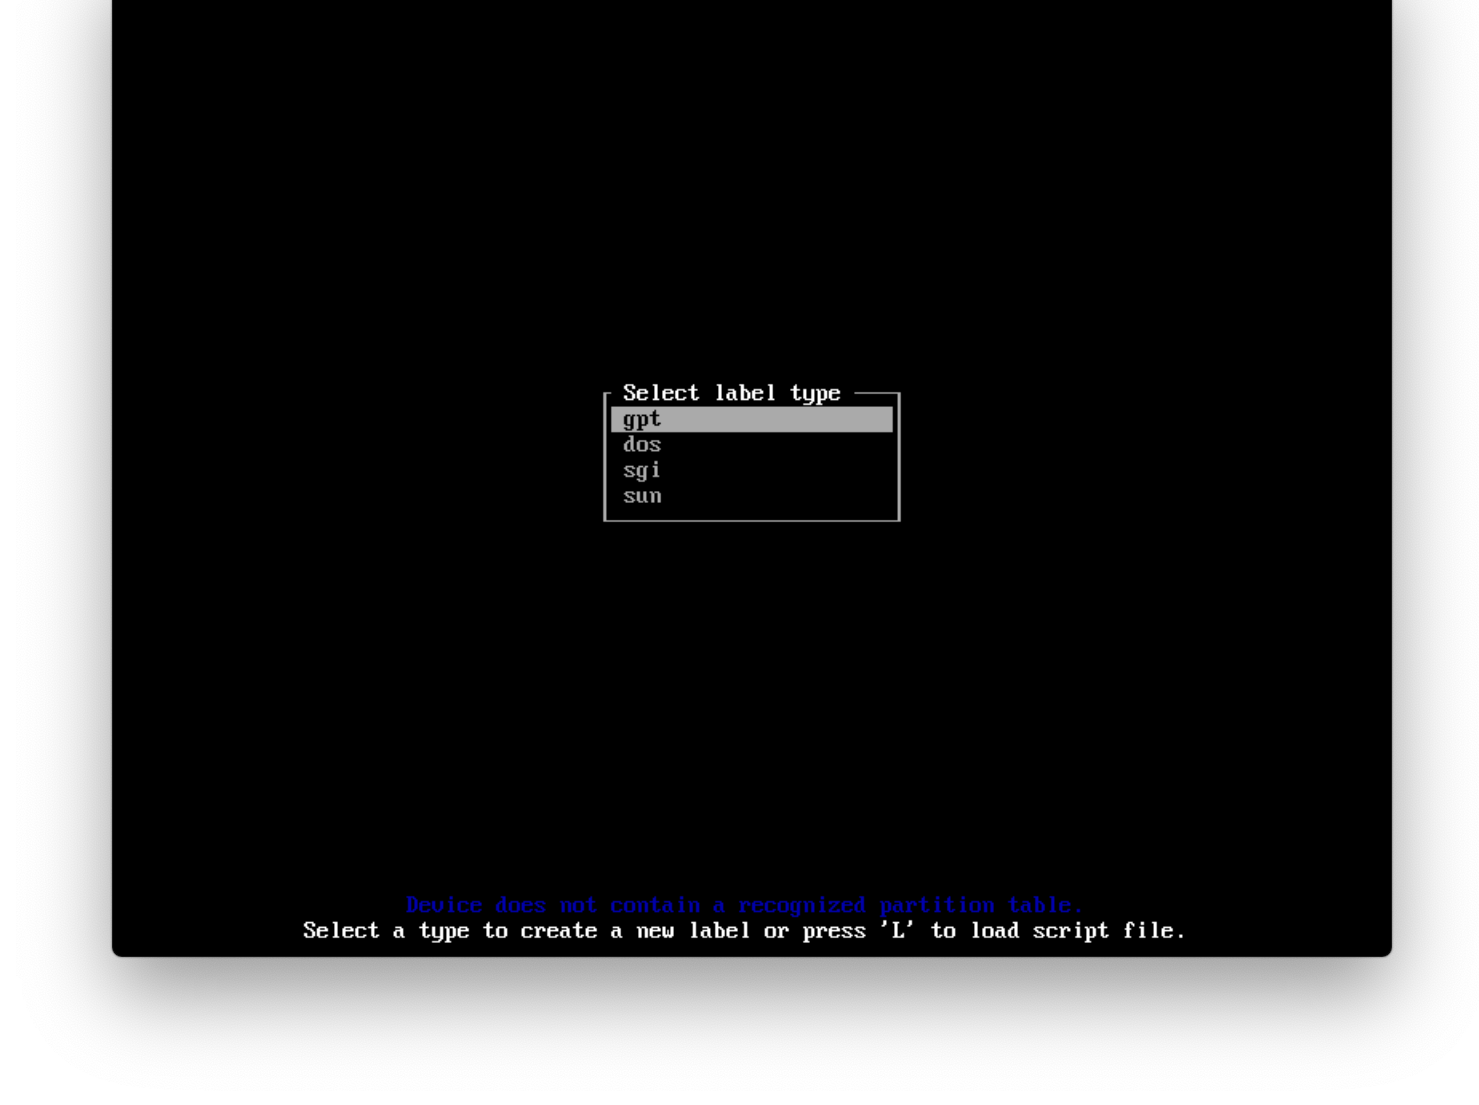 Select label type
gpt
dos
sgi
sun
Device does not contain a recognized partition table.
Select a type to create a new label or press 'L' to load script file.